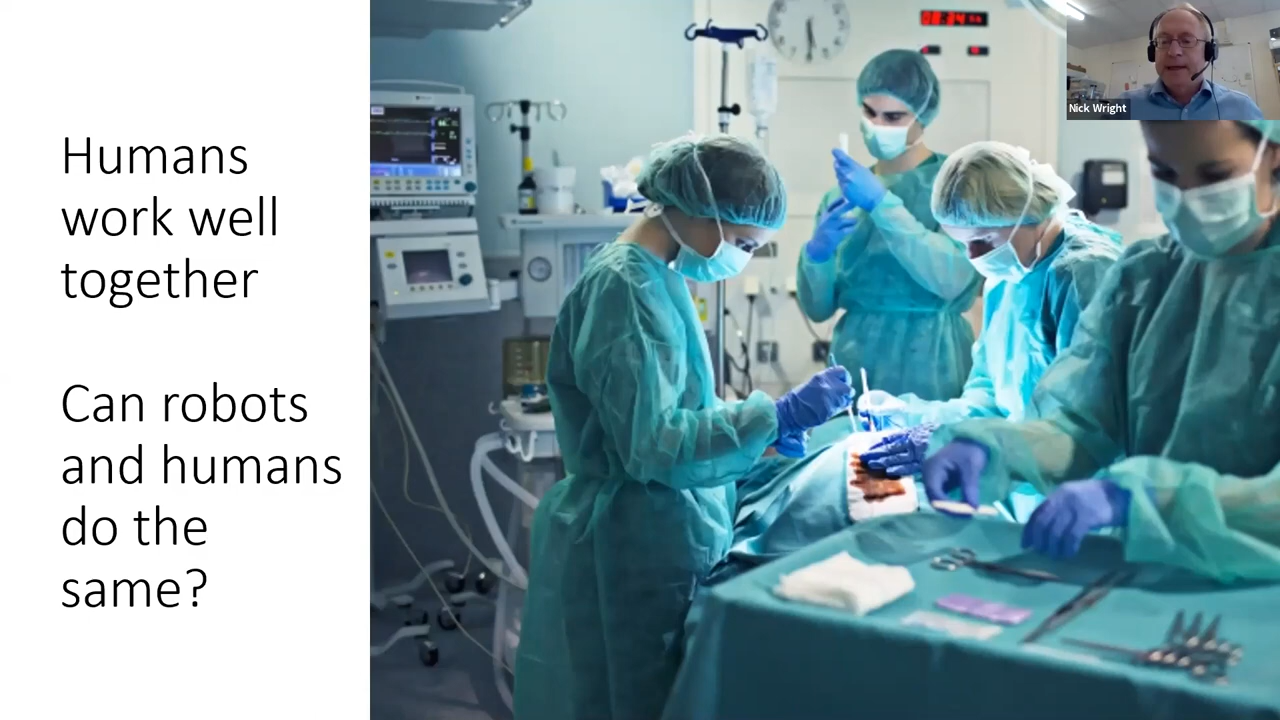 Humans
work well
together
Can robots
and humans
do the
same?
Nick Wright